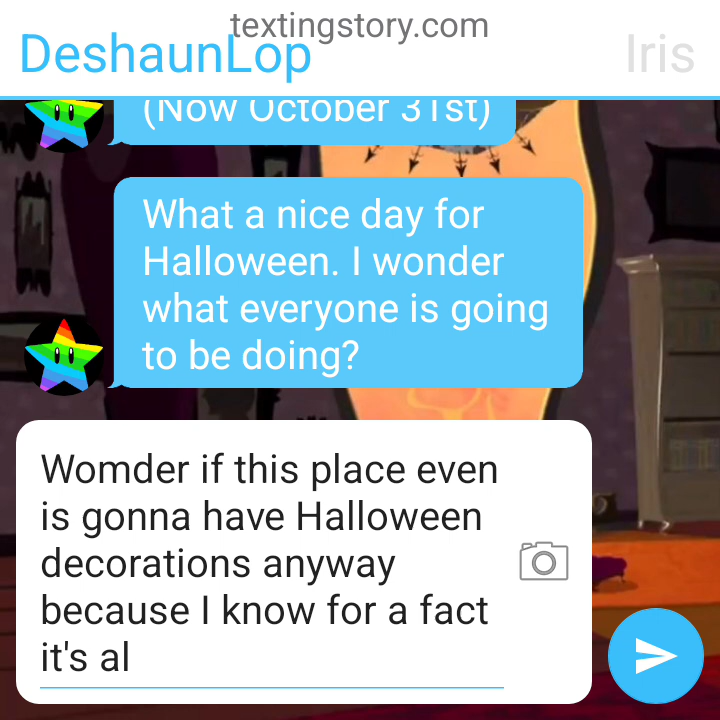 textingstory.com
DeshaunLop
Iris
(Now October 31st)
What a nice day for
Halloween. I wonder
what everyone is going
to be doing?
Womder if this place even
is gonna have Halloween
decorations anyway
because I know for a fact
it's al